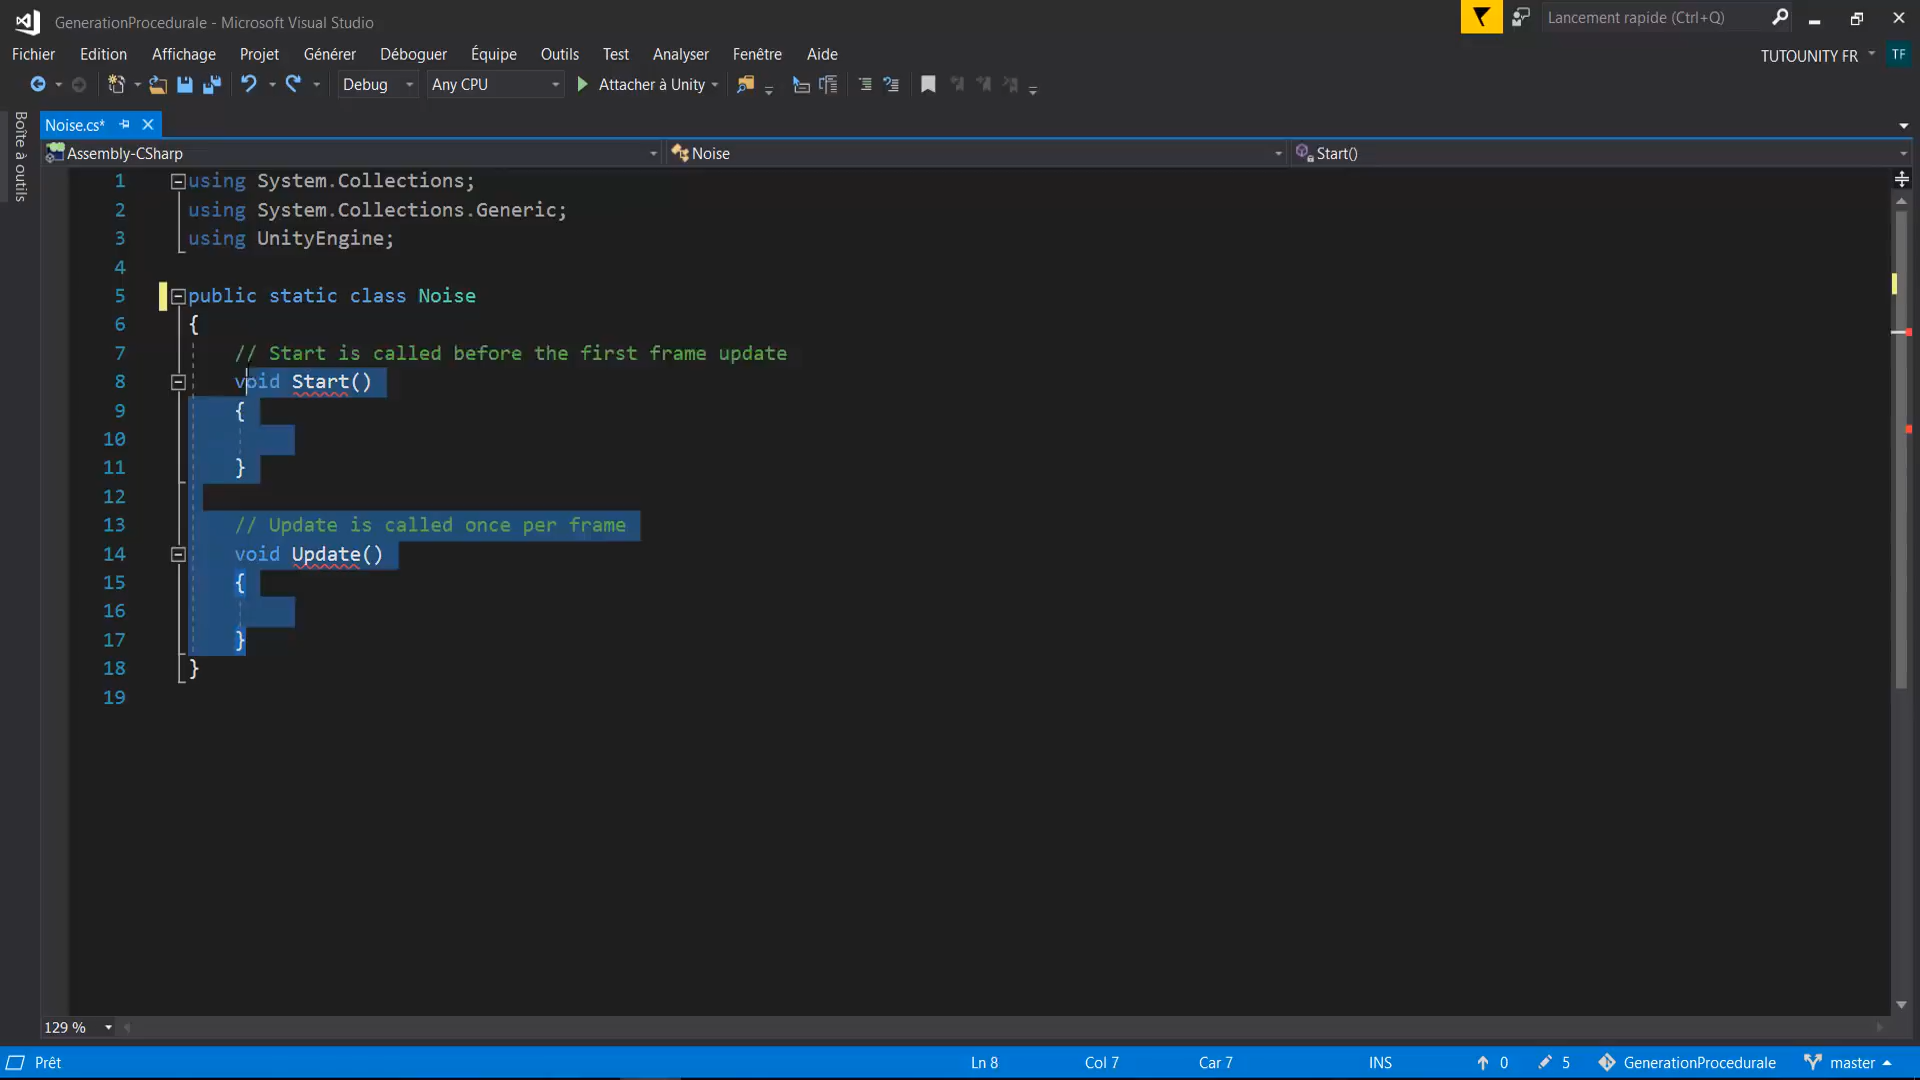 GenerationProcedurale - Microsoft Visual Studio
Lancement rapide (Ctrl+Q)
Fichier Edition Affichage Projet Générer Déboguer Équipe Outils Test Analyser Fenêtre Aide
TUTOUNITY FR TF
Debug Any CPU Attacher à Unity
Boîte à outils
Noise.cs*
Assembly-CSharp Noise Start()
1 using System.Collections;
2 using System.Collections.Generic;
3 using UnityEngine;
4
5 public static class Noise
6 {
7 // Start is called before the first frame update
8 void Start()
9 {
10
11 }
12
13 // Update is called once per frame
14 void Update()
15 {
16
17 }
18 }
19
129 %
Prêt Ln 8 Col 7 Car 7 INS 0 5 GenerationProcedurale master